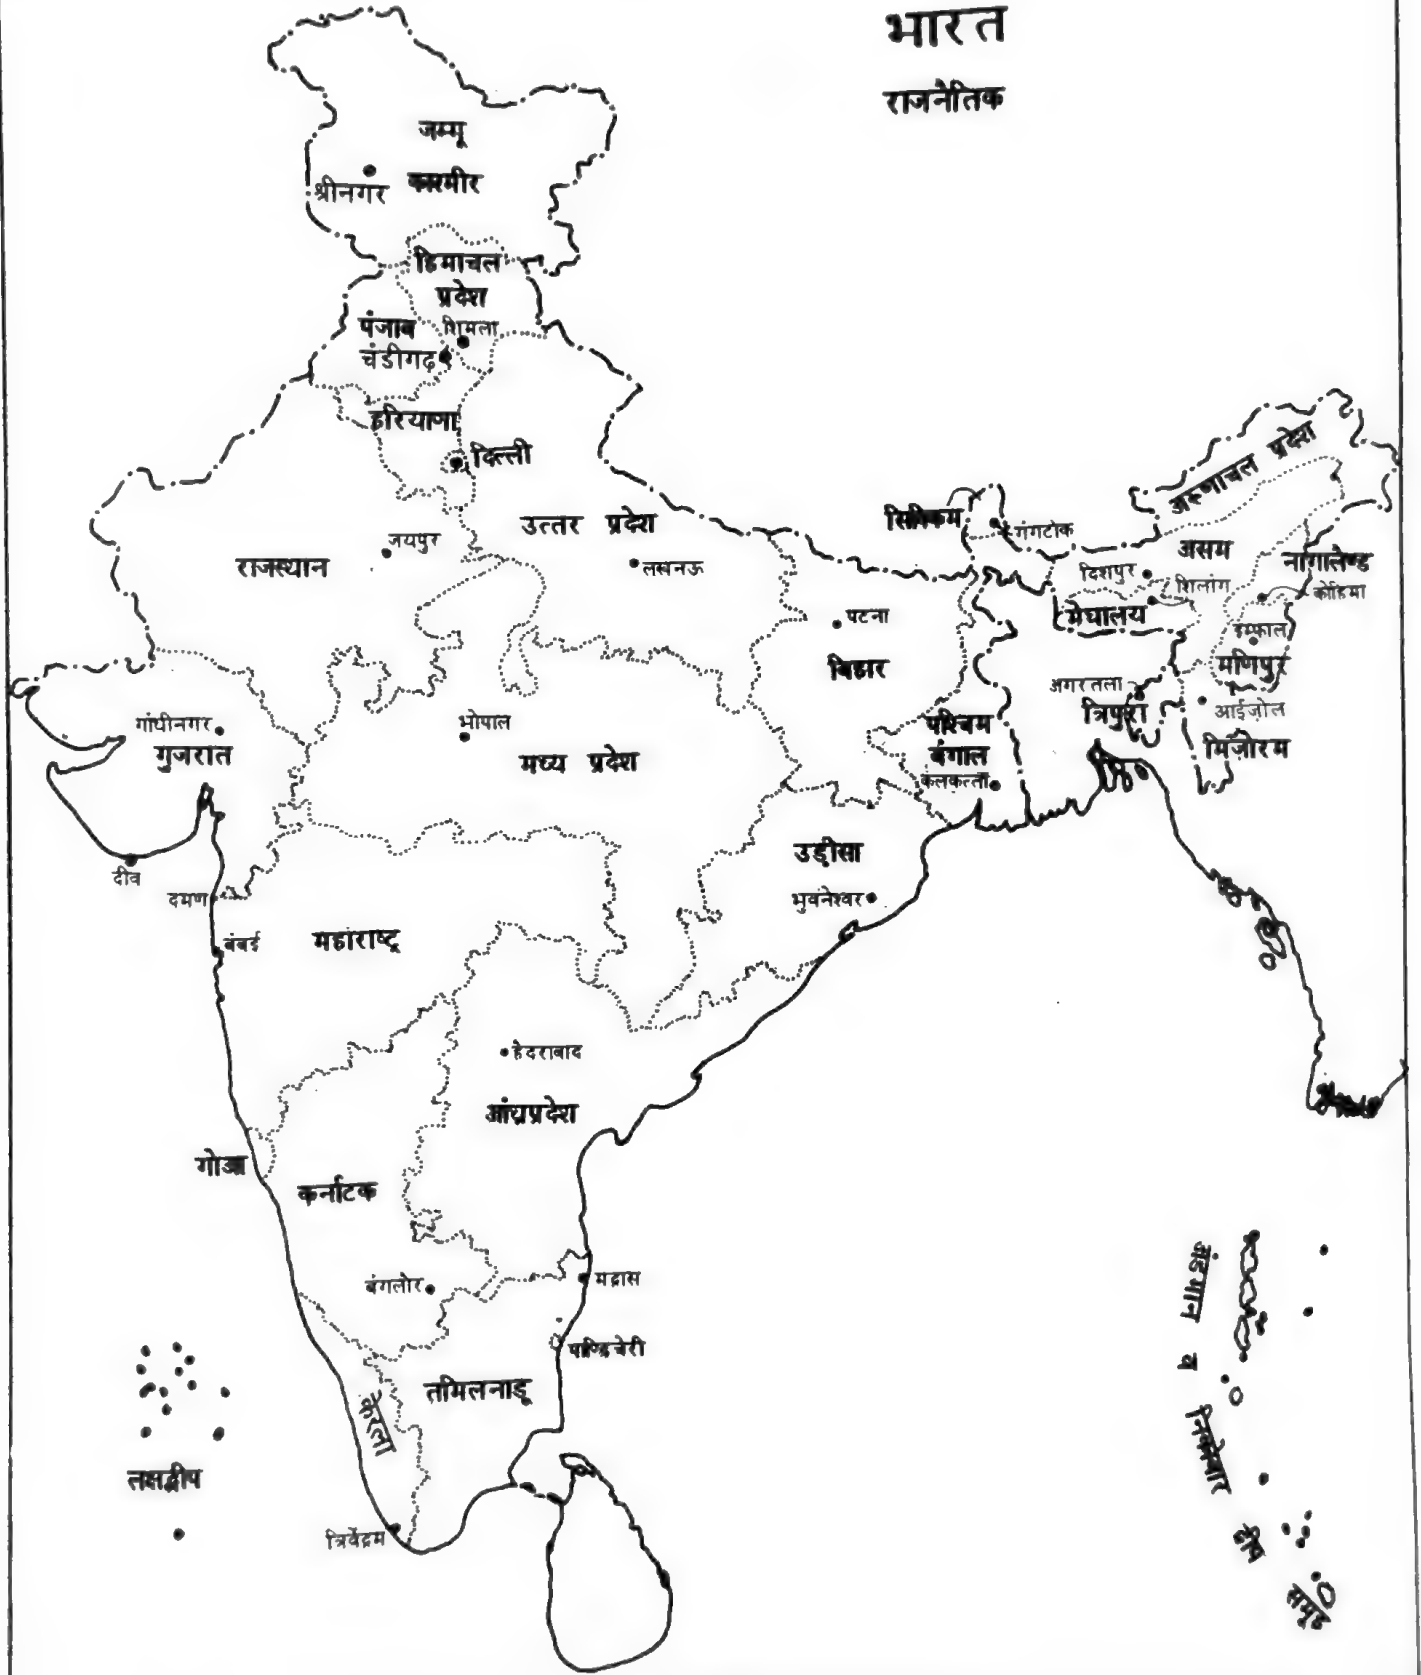 भारत
राजनैतिक
जम्मू
कश्मीर
श्रीनगर
हिमाचल
प्रदेश
पंजाब
शिमला
चंडीगढ़
हरियाणा
दिल्ली
अरूणाचल प्रदेश
सिक्किम
गंगटोक
उत्तर प्रदेश
जयपुर
राजस्थान
लखनऊ
असम
नागालैण्ड
दिशपुर
शिलांग
कोहिमा
मेघालय
पटना
इम्फाल
बिहार
मणिपुर
अगरतला
त्रिपुरा
आईज़ोल
मिज़ोरम
गांधीनगर
गुजरात
भोपाल
मध्य प्रदेश
पश्चिम
बंगाल
कलकत्ता
उड़ीसा
दीव
दमण
भुवनेश्वर
बंबई
महाराष्ट्र
हैदराबाद
आंध्रप्रदेश
गोआ
कर्नाटक
बंगलोर
मद्रास
पाण्डिचेरी
तमिलनाडू
केरला
लक्षद्वीप
त्रिवेंद्रम
अंडमान व निकोबार द्वीप समूह